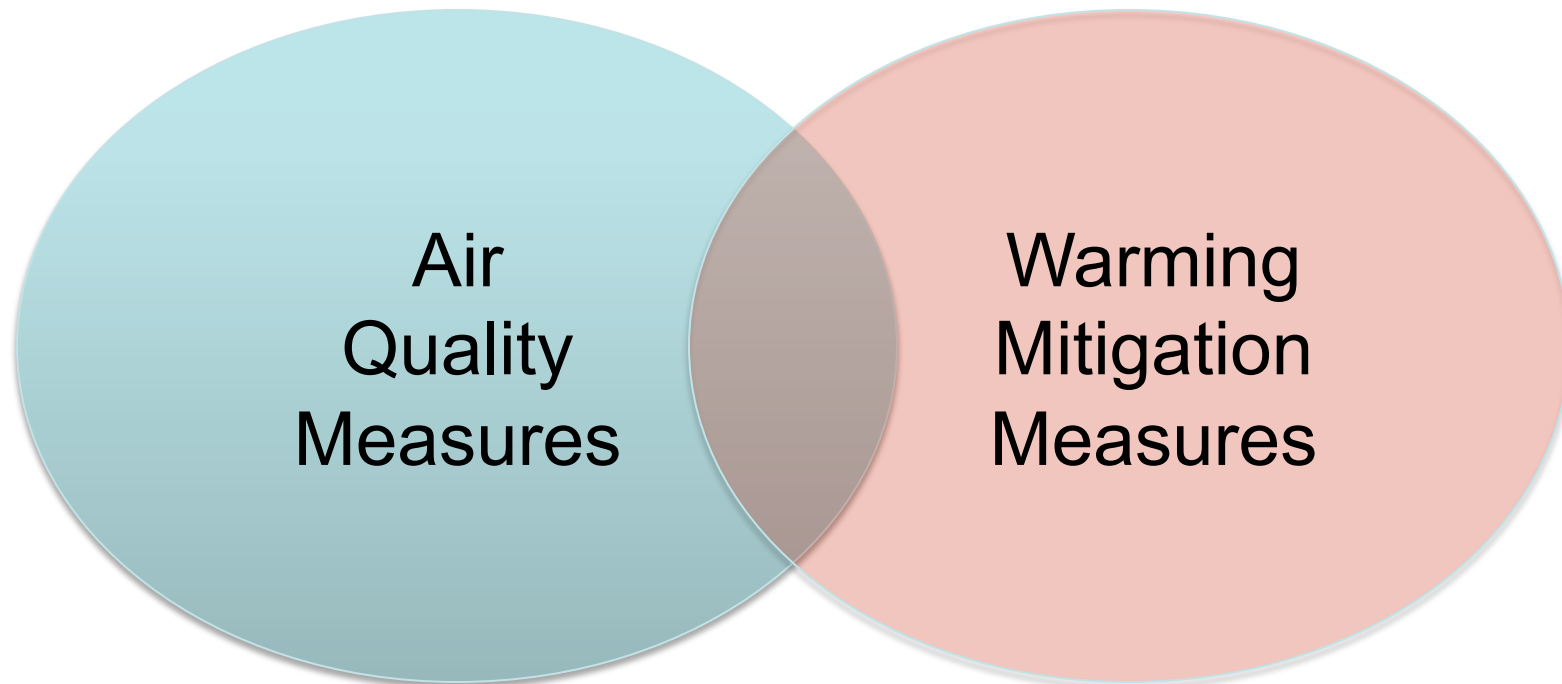 Air
Quality
Measures
Warming
Mitigation
Measures